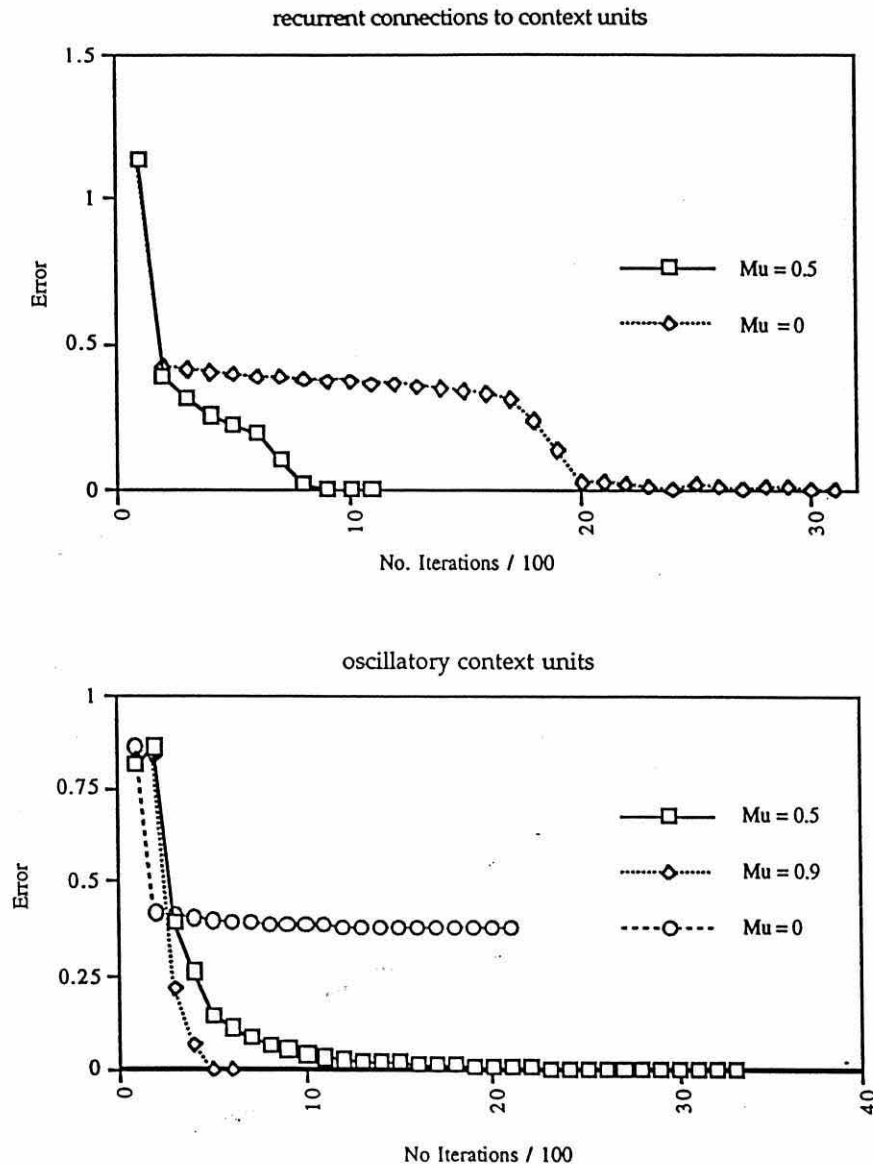 recurrent connections to context units
1.5
1
0.5
0
Error
Mu = 0.5
Mu = 0
0
10
20
30
No. Iterations / 100
oscillatory context units
1
0.75
0.5
0.25
0
Error
Mu = 0.5
Mu = 0.9
Mu = 0
0
10
20
30
40
No Iterations / 100